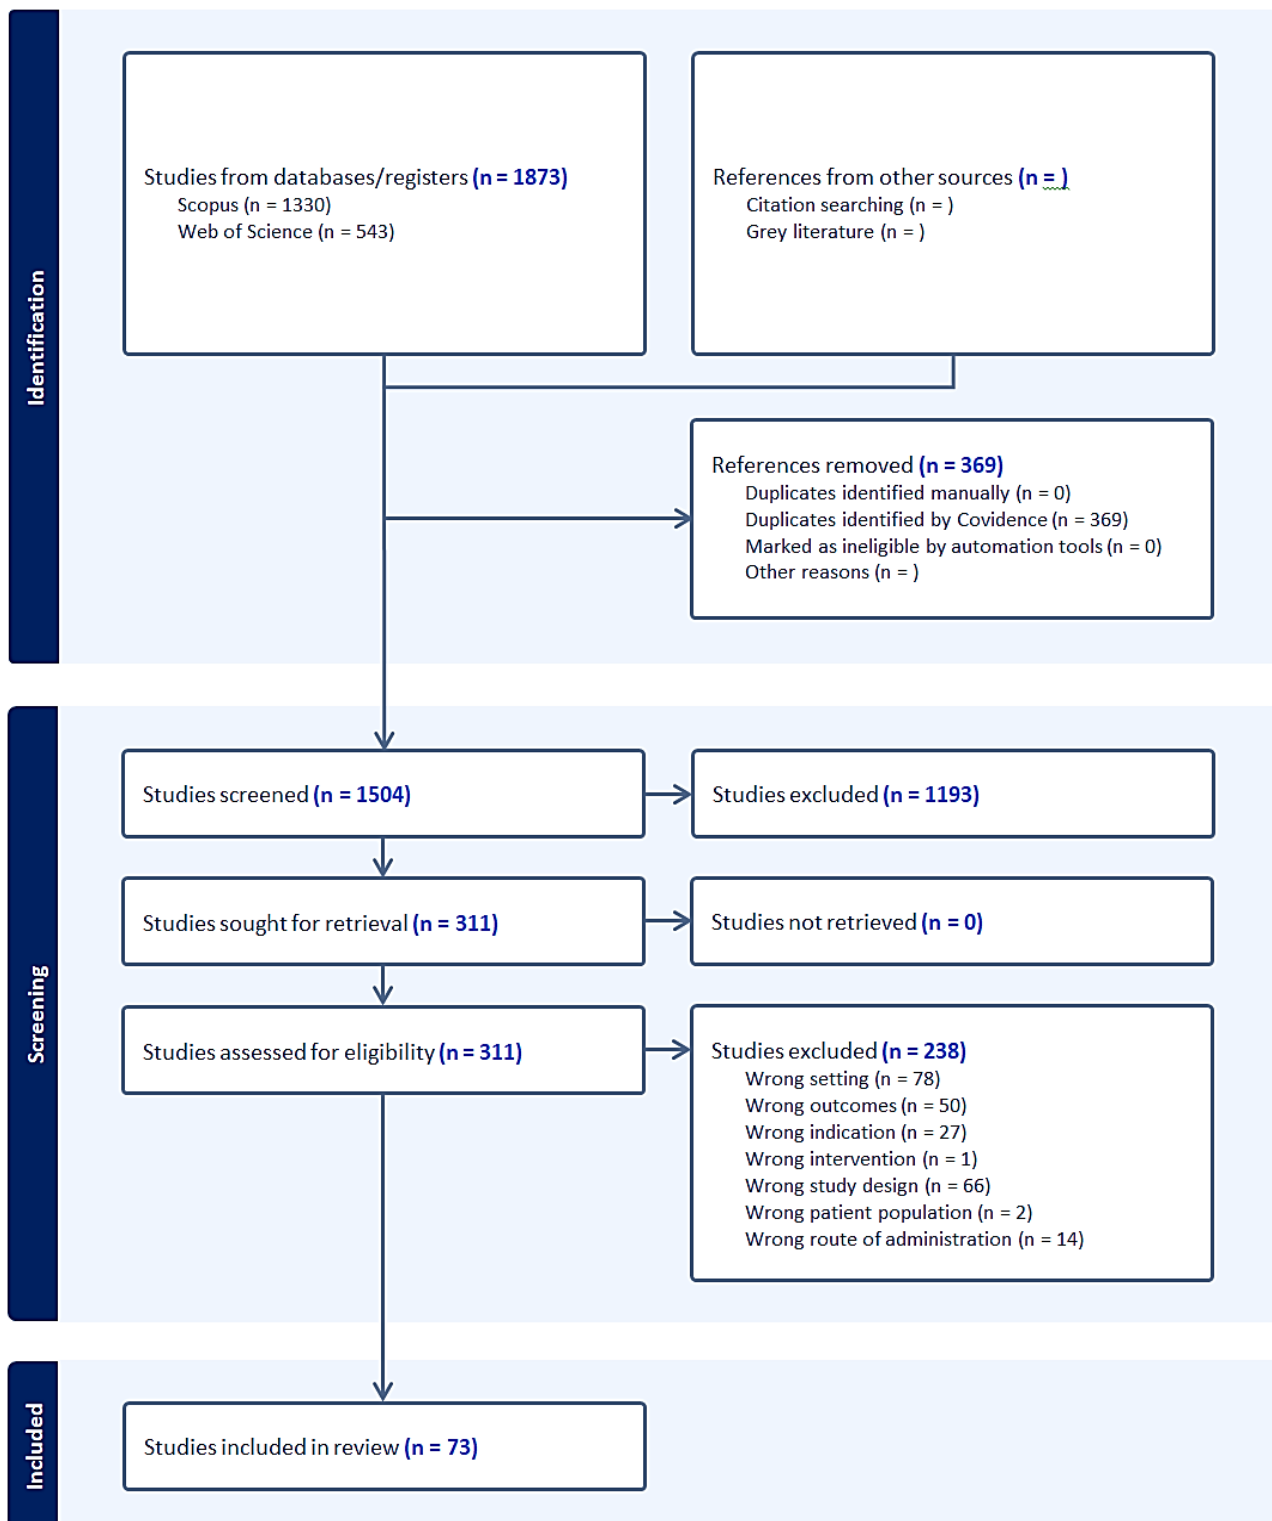 Identification
Studies from databases/registers (n = 1873)
Scopus (n = 1330)
Web of Science (n = 543)
References from other sources (n = )
Citation searching (n = )
Grey literature (n = )
References removed (n = 369)
Duplicates identified manually (n = 0)
Duplicates identified by Covidence (n = 369)
Marked as ineligible by automation tools (n = 0)
Other reasons (n = )
Screening
Studies screened (n = 1504)
Studies excluded (n = 1193)
Studies sought for retrieval (n = 311)
Studies not retrieved (n = 0)
Studies assessed for eligibility (n = 311)
Studies excluded (n = 238)
Wrong setting (n = 78)
Wrong outcomes (n = 50)
Wrong indication (n = 27)
Wrong intervention (n = 1)
Wrong study design (n = 66)
Wrong patient population (n = 2)
Wrong route of administration (n = 14)
Included
Studies included in review (n = 73)